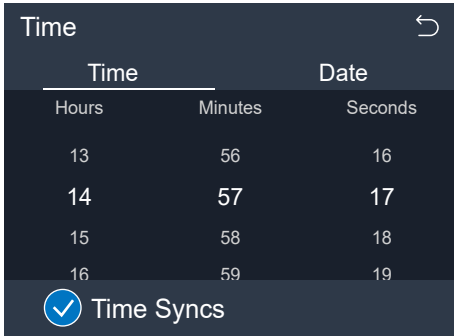 Time
Time Date
Hours Minutes Seconds
13 56 16
14 57 17
15 58 18
16 59 19
Time Syncs